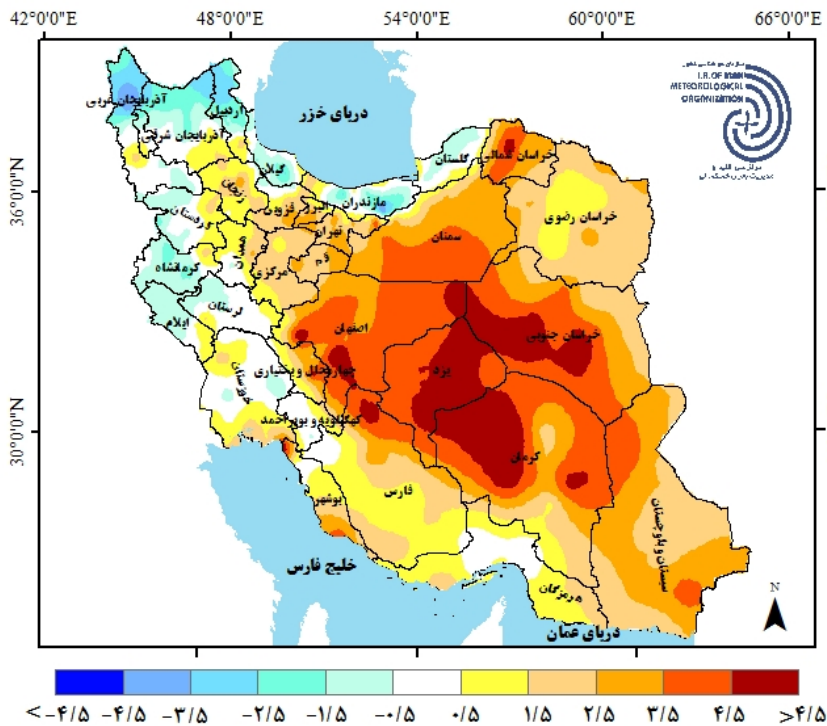 42°0'0"E 48°0'0"E 54°0'0"E 60°0'0"E 66°0'0"E
36°0'0"N
30°0'0"N
I.R. OF IRAN
METEOROLOGICAL
ORGANIZATION
دریای خزر
آذربایجان غربی
اردبیل
آذربایجان شرقی
گیلان
زنجان
گلستان
خراسان شمالی
مازندران
البرز
قزوین
تهران
سمنان
خراسان رضوی
کردستان
همدان
قم
مرکزی
کرمانشاه
لرستان
ایلام
اصفهان
خراسان جنوبی
چهارمحال و بختیاری
یزد
خوزستان
کهگیلویه و بویراحمد
کرمان
فارس
بوشهر
سیستان و بلوچستان
خلیج فارس
هرمزگان
دریای عمان
N
< -۴/۵ -۴/۵ -۳/۵ -۲/۵ -۱/۵ -۰/۵ ۰/۵ ۱/۵ ۲/۵ ۳/۵ ۴/۵ >۴/۵